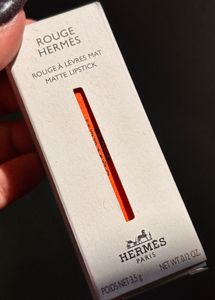 ROUGE
HERMÈS
ROUGE À LÈVRES MAT
MATTE LIPSTICK
HERMÈS
PARIS
POIDS NET 3.5 g NET WT. 0.12 OZ.